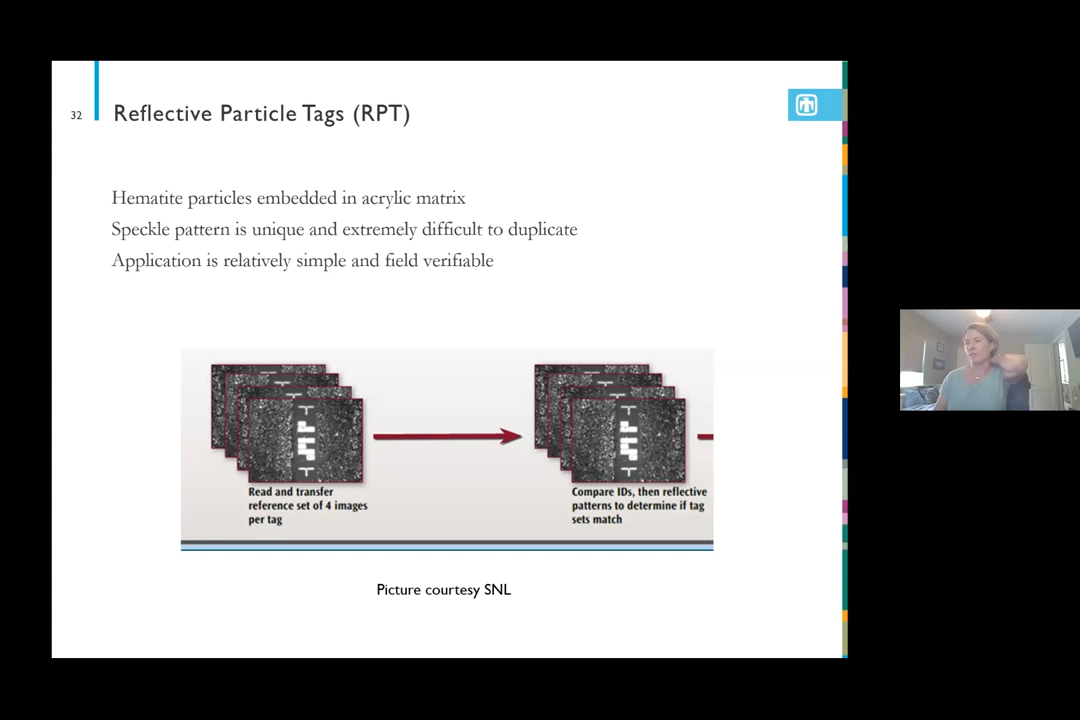 32
Reflective Particle Tags (RPT)
Hematite particles embedded in acrylic matrix
Speckle pattern is unique and extremely difficult to duplicate
Application is relatively simple and field verifiable
Read and transfer
reference set of 4 images
per tag
Compare IDs, then reflective
patterns to determine if tag
sets match
Picture courtesy SNL